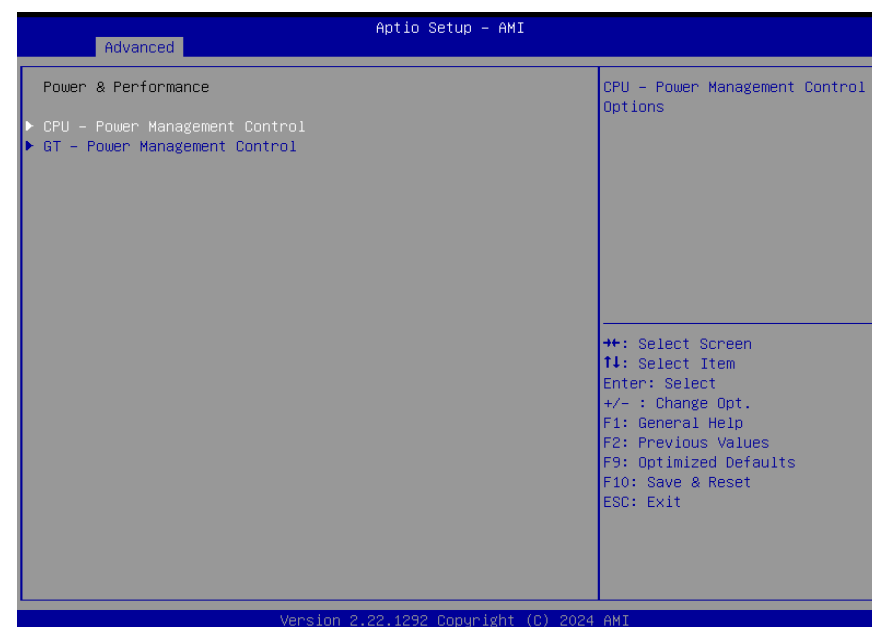 Aptio Setup – AMI
Advanced
Power & Performance
▶ CPU – Power Management Control
▶ GT – Power Management Control
CPU – Power Management Control
Options
→←: Select Screen
↑↓: Select Item
Enter: Select
+/– : Change Opt.
F1: General Help
F2: Previous Values
F9: Optimized Defaults
F10: Save & Reset
ESC: Exit
Version 2.22.1292 Copyright (C) 2024 AMI